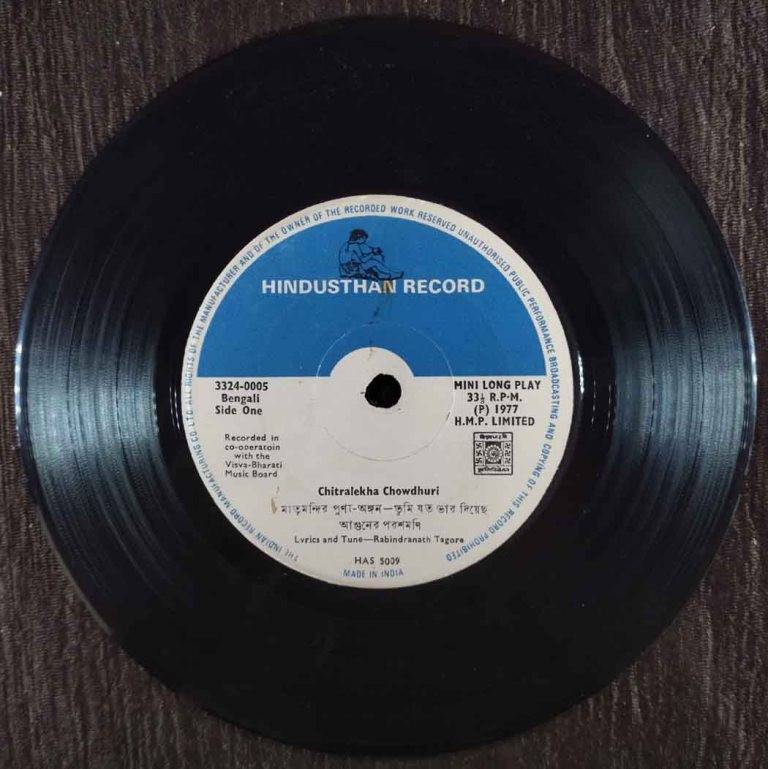 THE INDIAN RECORD MANUFACTURING CO. LTD. ALL RIGHTS OF THE MANUFACTURER AND OF THE OWNER OF THE RECORDED WORK RESERVED UNAUTHORISED PUBLIC PERFORMANCE BROADCASTING AND COPYING OF THIS RECORD PROHIBITED
HINDUSTHAN RECORD
3324-0005
Bengali
Side One
MINI LONG PLAY
33⅓ R.P.M.
(P) 1977
H.M.P. LIMITED
Recorded in
co-operatoin
with the
Visva-Bharati
Music Board
Chitralekha Chowdhuri
মাতৃমন্দির পুণ্য-অঙ্গন—তুমি যত ভার দিয়েছ
আগুনের পরশমণি
Lyrics and Tune—Rabindranath Tagore
HAS 5009
MADE IN INDIA